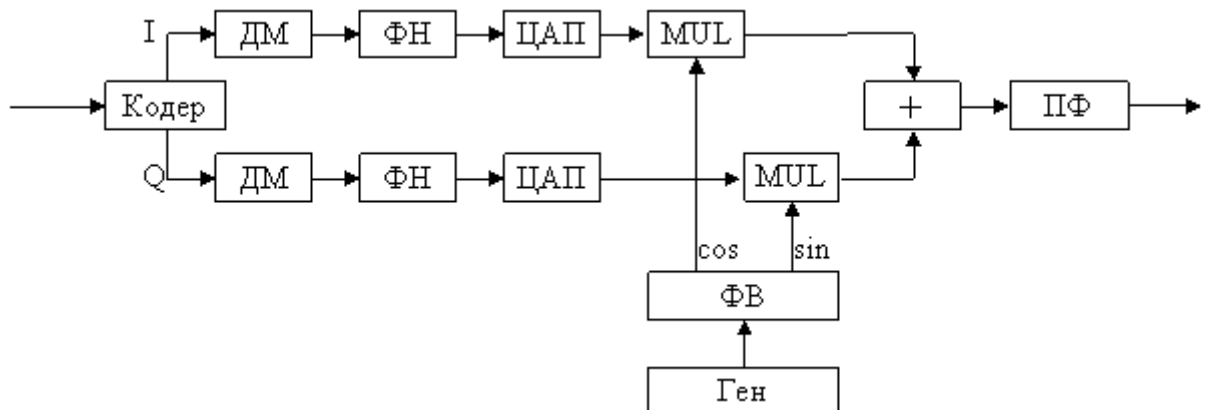 I ДМ ФН ЦАП MUL
Кодер + ПФ
Q ДМ ФН ЦАП MUL
cos sin
ФВ
Ген